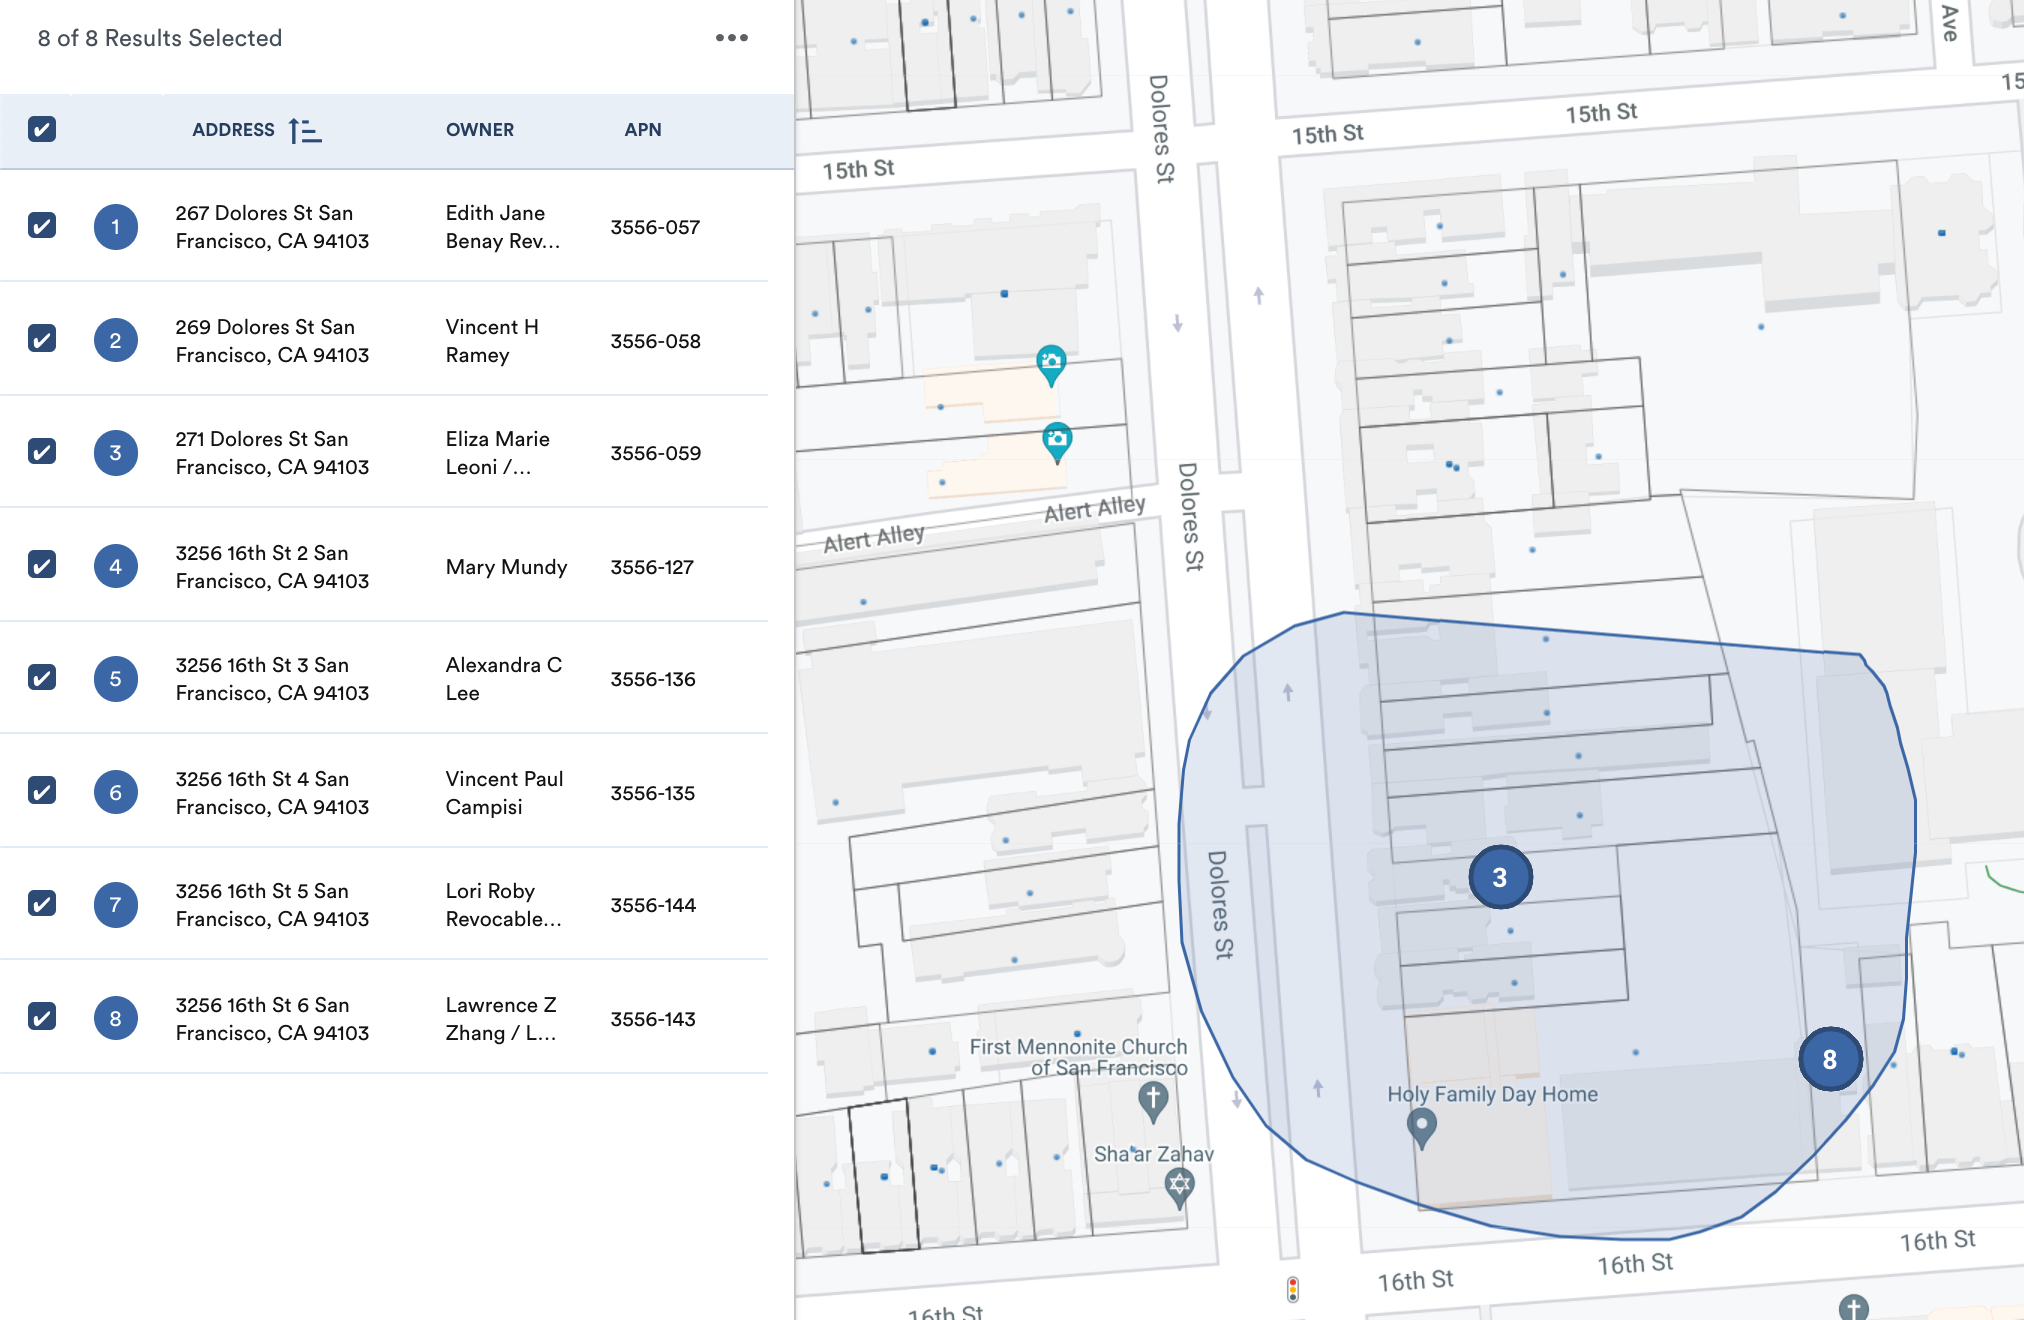 8 of 8 Results Selected
ADDRESS OWNER APN
1 267 Dolores St San Francisco, CA 94103 Edith Jane Benay Rev... 3556-057
2 269 Dolores St San Francisco, CA 94103 Vincent H Ramey 3556-058
3 271 Dolores St San Francisco, CA 94103 Eliza Marie Leoni /... 3556-059
4 3256 16th St 2 San Francisco, CA 94103 Mary Mundy 3556-127
5 3256 16th St 3 San Francisco, CA 94103 Alexandra C Lee 3556-136
6 3256 16th St 4 San Francisco, CA 94103 Vincent Paul Campisi 3556-135
7 3256 16th St 5 San Francisco, CA 94103 Lori Roby Revocable... 3556-144
8 3256 16th St 6 San Francisco, CA 94103 Lawrence Z Zhang / L... 3556-143
Ave
15
15th St
15th St
15th St
Dolores St
Dolores St
Alert Alley
Alert Alley
Dolores St
3
8
First Mennonite Church
of San Francisco
Holy Family Day Home
Sha'ar Zahav
16th St
16th St
16th St
16th St